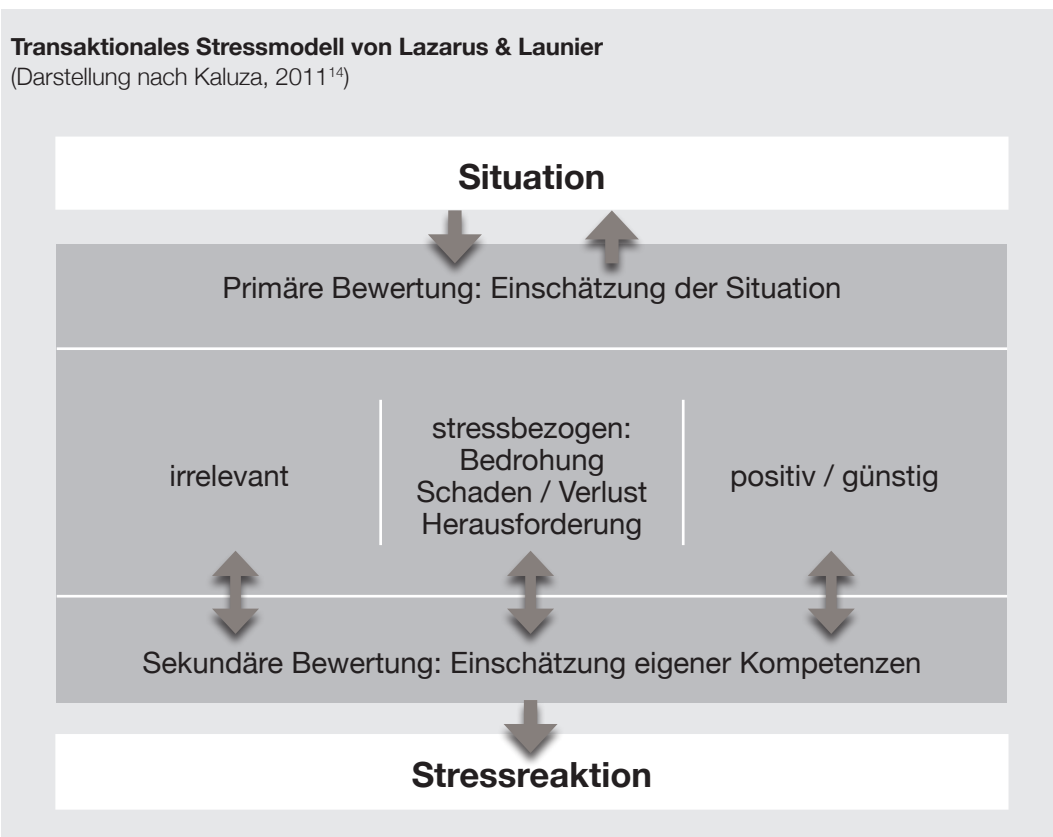 Transaktionales Stressmodell von Lazarus & Launier
(Darstellung nach Kaluza, 2011¹⁴)
Situation
Primäre Bewertung: Einschätzung der Situation
irrelevant
stressbezogen:
Bedrohung
Schaden / Verlust
Herausforderung
positiv / günstig
Sekundäre Bewertung: Einschätzung eigener Kompetenzen
Stressreaktion